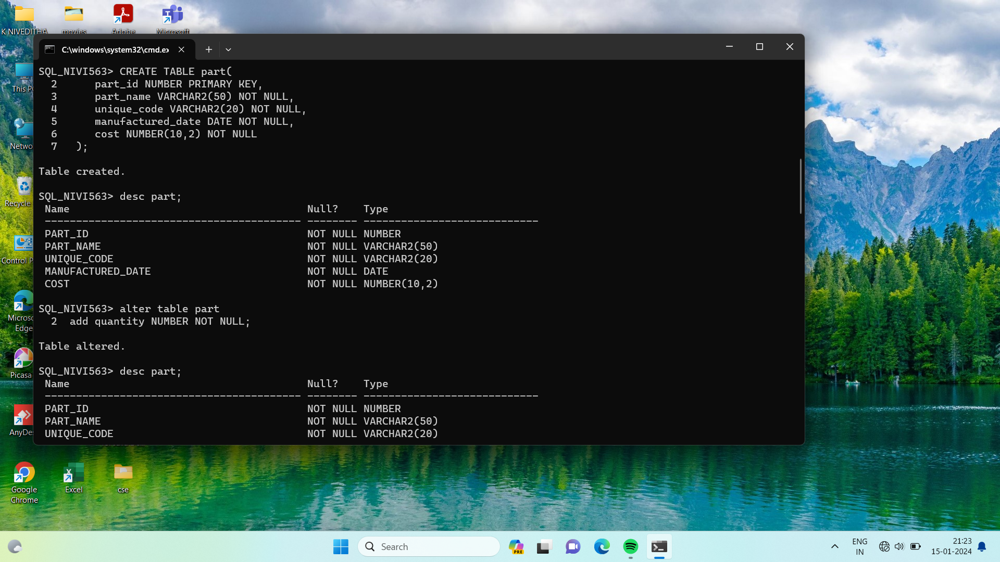 K NIVEDITHA
movies
Adobe
Microsoft
C:\windows\system32\cmd.ex
SQL_NIVI563> CREATE TABLE part(
2 part_id NUMBER PRIMARY KEY,
3 part_name VARCHAR2(50) NOT NULL,
4 unique_code VARCHAR2(20) NOT NULL,
5 manufactured_date DATE NOT NULL,
6 cost NUMBER(10,2) NOT NULL
7 );
Table created.
SQL_NIVI563> desc part;
Name Null? Type
----------------------------------------- -------- ----------------------------
PART_ID NOT NULL NUMBER
PART_NAME NOT NULL VARCHAR2(50)
UNIQUE_CODE NOT NULL VARCHAR2(20)
MANUFACTURED_DATE NOT NULL DATE
COST NOT NULL NUMBER(10,2)
SQL_NIVI563> alter table part
2 add quantity NUMBER NOT NULL;
Table altered.
SQL_NIVI563> desc part;
Name Null? Type
----------------------------------------- -------- ----------------------------
PART_ID NOT NULL NUMBER
PART_NAME NOT NULL VARCHAR2(50)
UNIQUE_CODE NOT NULL VARCHAR2(20)
This P
Netwo
Recycle
Control P
Micros
Edge
Picasa
AnyDes
Google
Chrome
Excel
cse
Search
PRE
ENG
IN
21:23
15-01-2024